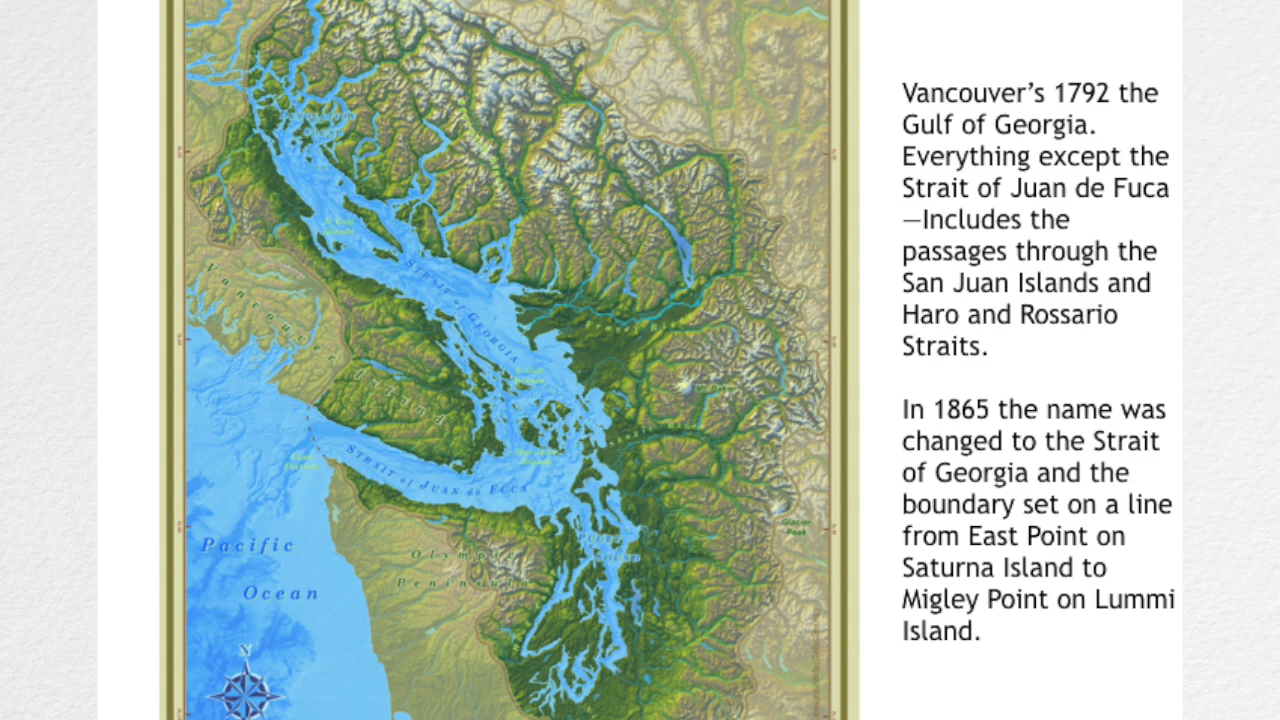 Vancouver’s 1792 the
Gulf of Georgia.
Everything except the
Strait of Juan de Fuca
—Includes the
passages through the
San Juan Islands and
Haro and Rossario
Straits.
In 1865 the name was
changed to the Strait
of Georgia and the
boundary set on a line
from East Point on
Saturna Island to
Migley Point on Lummi
Island.
STRAIT of GEORGIA
Vancouver
Island
STRAIT of JUAN de FUCA
Pacific
Ocean
Olympic
Peninsula
PUGET
SOUND
Glacier
Peak
N